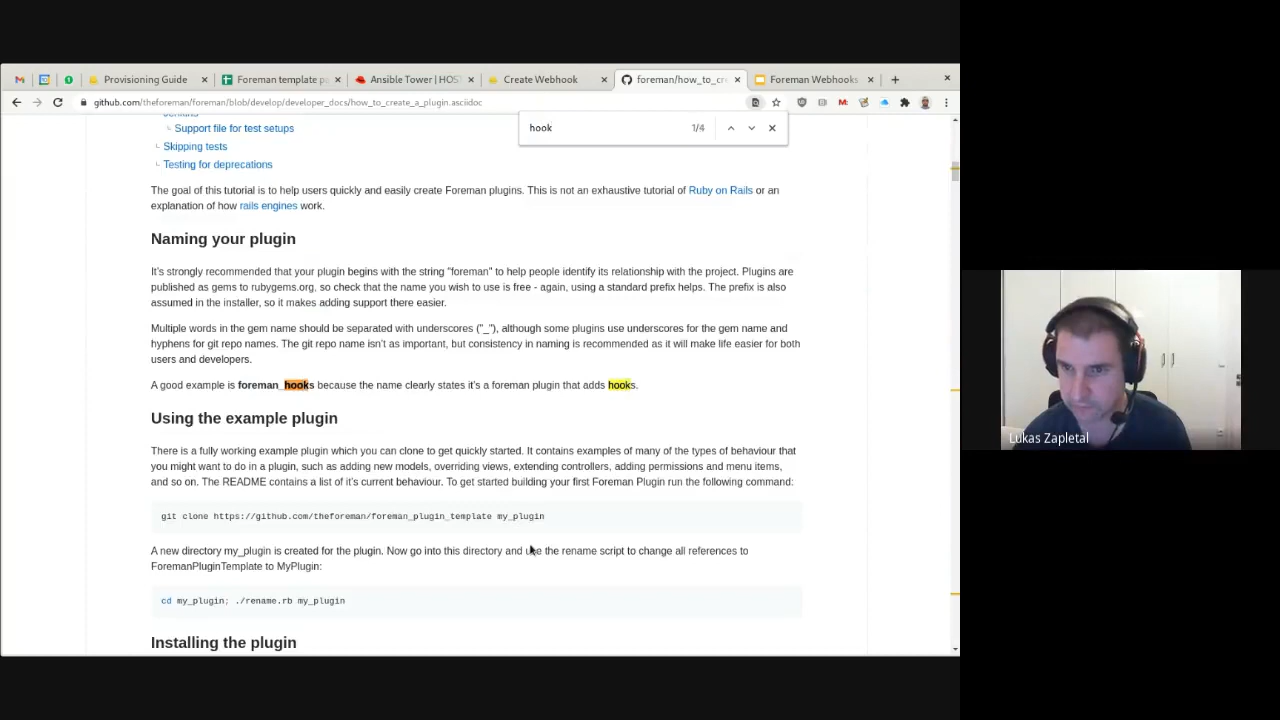 Provisioning Guide
Foreman template pa
Ansible Tower | HOST
Create Webhook
foreman/how_to_cre
Foreman Webhooks
github.com/theforeman/foreman/blob/develop/developer_docs/how_to_create_a_plugin.asciidoc
hook 1/4
Jenkins
Support file for test setups
Skipping tests
Testing for deprecations
The goal of this tutorial is to help users quickly and easily create Foreman plugins. This is not an exhaustive tutorial of Ruby on Rails or an
explanation of how rails engines work.
Naming your plugin
It's strongly recommended that your plugin begins with the string "foreman" to help people identify its relationship with the project. Plugins are
published as gems to rubygems.org, so check that the name you wish to use is free - again, using a standard prefix helps. The prefix is also
assumed in the installer, so it makes adding support there easier.
Multiple words in the gem name should be separated with underscores ("_"), although some plugins use underscores for the gem name and
hyphens for git repo names. The git repo name isn't as important, but consistency in naming is recommended as it will make life easier for both
users and developers.
A good example is foreman_hooks because the name clearly states it's a foreman plugin that adds hooks.
Using the example plugin
There is a fully working example plugin which you can clone to get quickly started. It contains examples of many of the types of behaviour that
you might want to do in a plugin, such as adding new models, overriding views, extending controllers, adding permissions and menu items,
and so on. The README contains a list of it's current behaviour. To get started building your first Foreman Plugin run the following command:
git clone https://github.com/theforeman/foreman_plugin_template my_plugin
A new directory my_plugin is created for the plugin. Now go into this directory and use the rename script to change all references to
ForemanPluginTemplate to MyPlugin:
cd my_plugin; ./rename.rb my_plugin
Installing the plugin
Lukas Zapletal